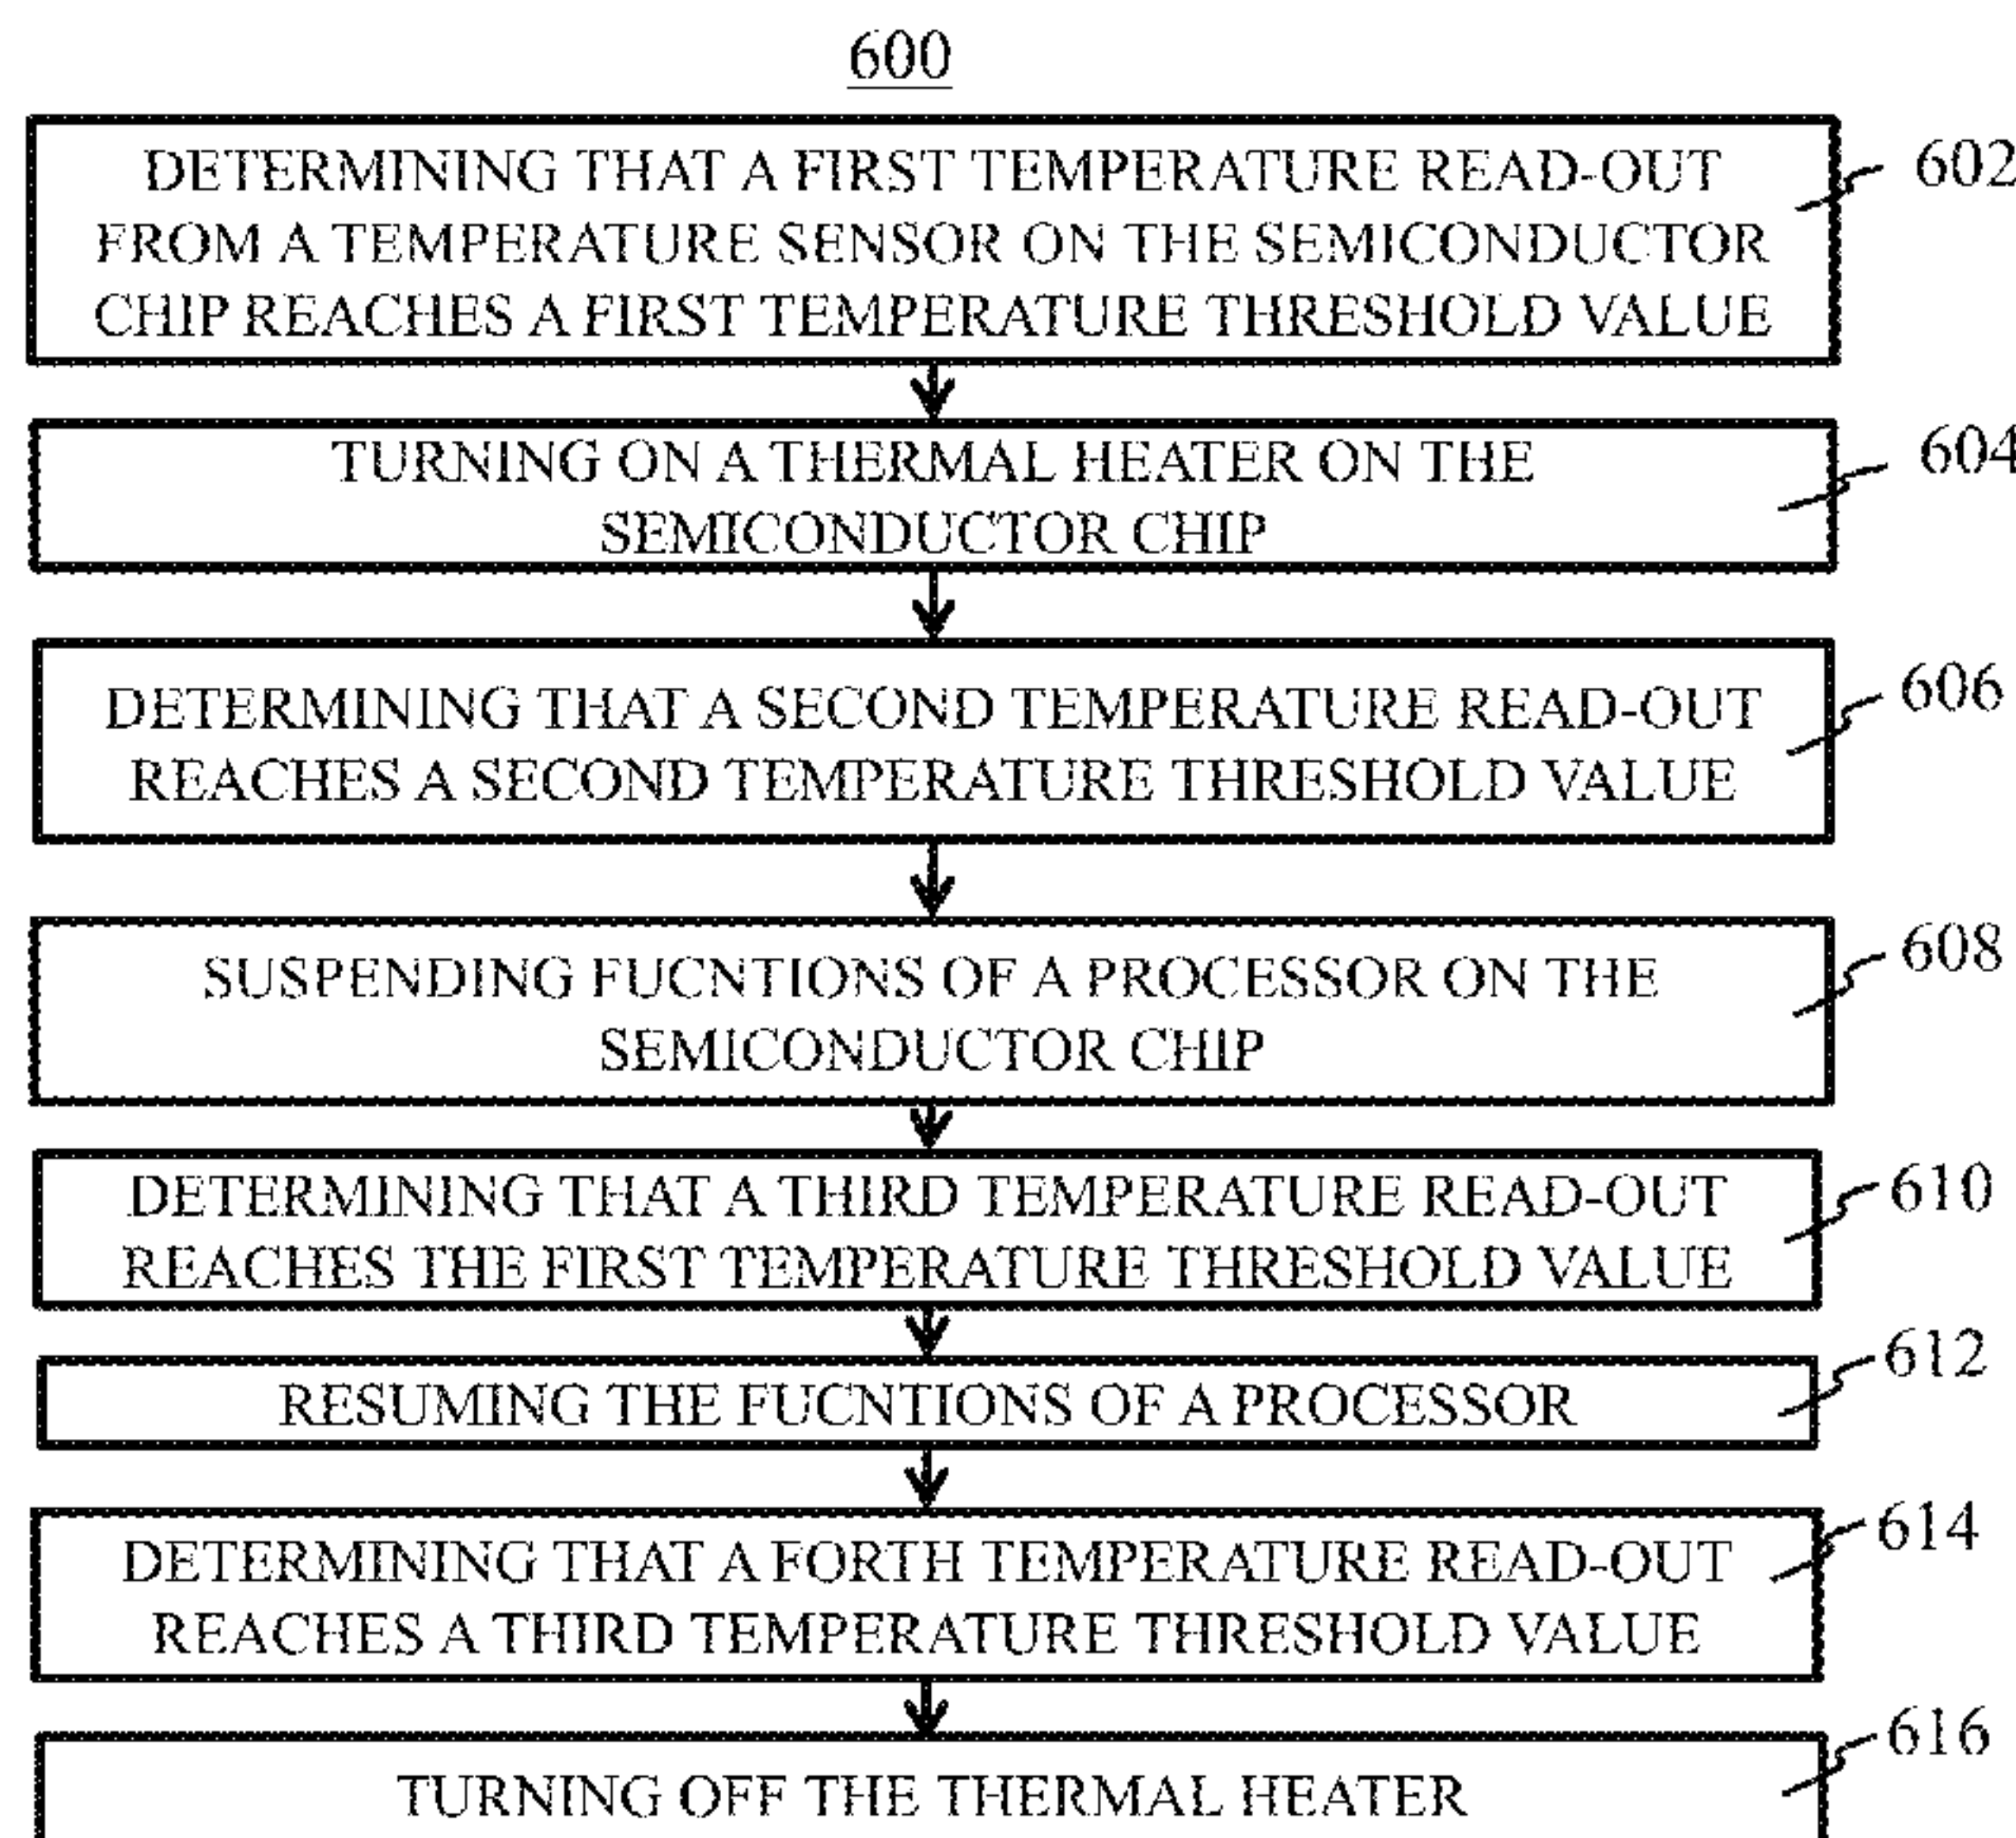 600
DETERMINING THAT A FIRST TEMPERATURE READ-OUT
FROM A TEMPERATURE SENSOR ON THE SEMICONDUCTOR
CHIP REACHES A FIRST TEMPERATURE THRESHOLD VALUE
602
TURNING ON A THERMAL HEATER ON THE
SEMICONDUCTOR CHIP
604
DETERMINING THAT A SECOND TEMPERATURE READ-OUT
REACHES A SECOND TEMPERATURE THRESHOLD VALUE
606
SUSPENDING FUCNTIONS OF A PROCESSOR ON THE
SEMICONDUCTOR CHIP
608
DETERMINING THAT A THIRD TEMPERATURE READ-OUT
REACHES THE FIRST TEMPERATURE THRESHOLD VALUE
610
RESUMING THE FUCNTIONS OF A PROCESSOR
612
DETERMINING THAT A FORTH TEMPERATURE READ-OUT
REACHES A THIRD TEMPERATURE THRESHOLD VALUE
614
TURNING OFF THE THERMAL HEATER
616